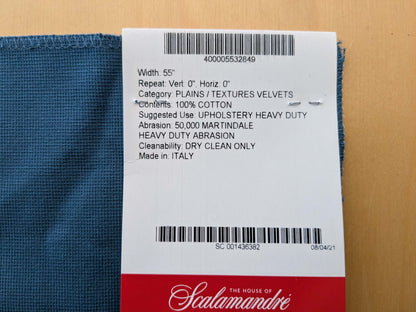 400005532849
Width: 55"
Repeat: Vert: 0", Horiz: 0"
Category: PLAINS / TEXTURES VELVETS
Contents: 100% COTTON
Suggested Use: UPHOLSTERY HEAVY DUTY
Abrasion: 50,000 MARTINDALE
HEAVY DUTY ABRASION
Cleanability: DRY CLEAN ONLY
Made in: ITALY
SC 001436382
08/04/21
THE HOUSE OF
Scalamandré